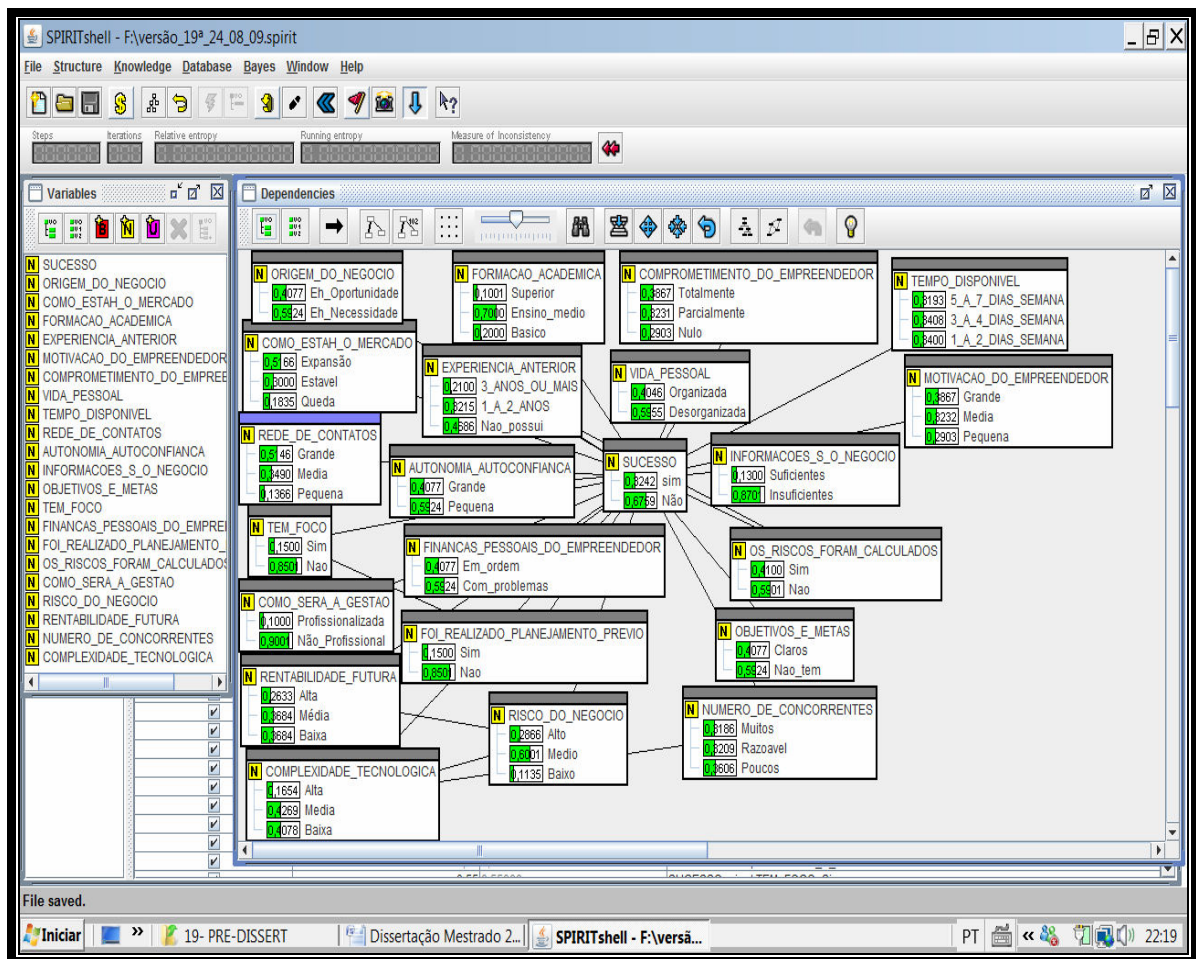 SPIRITshell - F:\versão_19ª_24_08_09.spirit
File Structure Knowledge Database Bayes Window Help
Steps Iterations Relative entropy Running entropy Measure of Inconsistency
Variables
SUCESSO
ORIGEM_DO_NEGOCIO
COMO_ESTAH_O_MERCADO
FORMACAO_ACADEMICA
EXPERIENCIA_ANTERIOR
MOTIVACAO_DO_EMPREENDEDOR
COMPROMETIMENTO_DO_EMPREE
VIDA_PESSOAL
TEMPO_DISPONIVEL
REDE_DE_CONTATOS
AUTONOMIA_AUTOCONFIANCA
INFORMACOES_S_O_NEGOCIO
OBJETIVOS_E_METAS
TEM_FOCO
FINANCAS_PESSOAIS_DO_EMPREI
FOI_REALIZADO_PLANEJAMENTO_
OS_RISCOS_FORAM_CALCULADOS
COMO_SERA_A_GESTAO
RISCO_DO_NEGOCIO
RENTABILIDADE_FUTURA
NUMERO_DE_CONCORRENTES
COMPLEXIDADE_TECNOLOGICA
Dependencies
ORIGEM_DO_NEGOCIO
0,4077 Eh_Oportunidade
0,5924 Eh_Necessidade
FORMACAO_ACADEMICA
0,1001 Superior
0,7000 Ensino_medio
0,2000 Basico
COMPROMETIMENTO_DO_EMPREENDEDOR
0,3867 Totalmente
0,3231 Parcialmente
0,2903 Nulo
TEMPO_DISPONIVEL
0,3193 5_A_7_DIAS_SEMANA
0,3408 3_A_4_DIAS_SEMANA
0,3400 1_A_2_DIAS_SEMANA
COMO_ESTAH_O_MERCADO
0,5166 Expansão
0,3000 Estavel
0,1835 Queda
EXPERIENCIA_ANTERIOR
0,2100 3_ANOS_OU_MAIS
0,3215 1_A_2_ANOS
0,4686 Nao_possui
VIDA_PESSOAL
0,4046 Organizada
0,5955 Desorganizada
MOTIVACAO_DO_EMPREENDEDOR
0,3867 Grande
0,3232 Media
0,2903 Pequena
REDE_DE_CONTATOS
0,5146 Grande
0,3490 Media
0,1366 Pequena
AUTONOMIA_AUTOCONFIANCA
0,4077 Grande
0,5924 Pequena
SUCESSO
0,3242 sim
0,6759 Não
INFORMACOES_S_O_NEGOCIO
0,1300 Suficientes
0,8701 Insuficientes
TEM_FOCO
0,1500 Sim
0,8501 Nao
FINANCAS_PESSOAIS_DO_EMPREENDEDOR
0,4077 Em_ordem
0,5924 Com_problemas
OS_RISCOS_FORAM_CALCULADOS
0,4100 Sim
0,5901 Nao
COMO_SERA_A_GESTAO
0,1000 Profissionalizada
0,9001 Não_Profissional
FOI_REALIZADO_PLANEJAMENTO_PREVIO
0,1500 Sim
0,8501 Nao
OBJETIVOS_E_METAS
0,4077 Claros
0,5924 Nao_tem
RENTABILIDADE_FUTURA
0,2633 Alta
0,3684 Média
0,3684 Baixa
RISCO_DO_NEGOCIO
0,2866 Alto
0,6001 Medio
0,1135 Baixo
NUMERO_DE_CONCORRENTES
0,3186 Muitos
0,3209 Razoavel
0,3606 Poucos
COMPLEXIDADE_TECNOLOGICA
0,1654 Alta
0,4269 Media
0,4078 Baixa
File saved.
Iniciar » 19- PRE-DISSERT Dissertação Mestrado 2... SPIRITshell - F:\versã... PT « 22:19